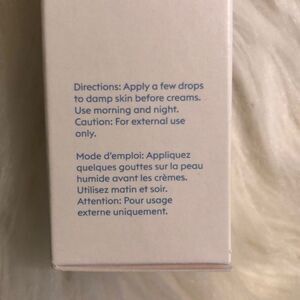 Directions: Apply a few drops
to damp skin before creams.
Use morning and night.
Caution: For external use
only.
Mode d'emploi: Appliquez
quelques gouttes sur la peau
humide avant les crèmes.
Utilisez matin et soir.
Attention: Pour usage
externe uniquement.